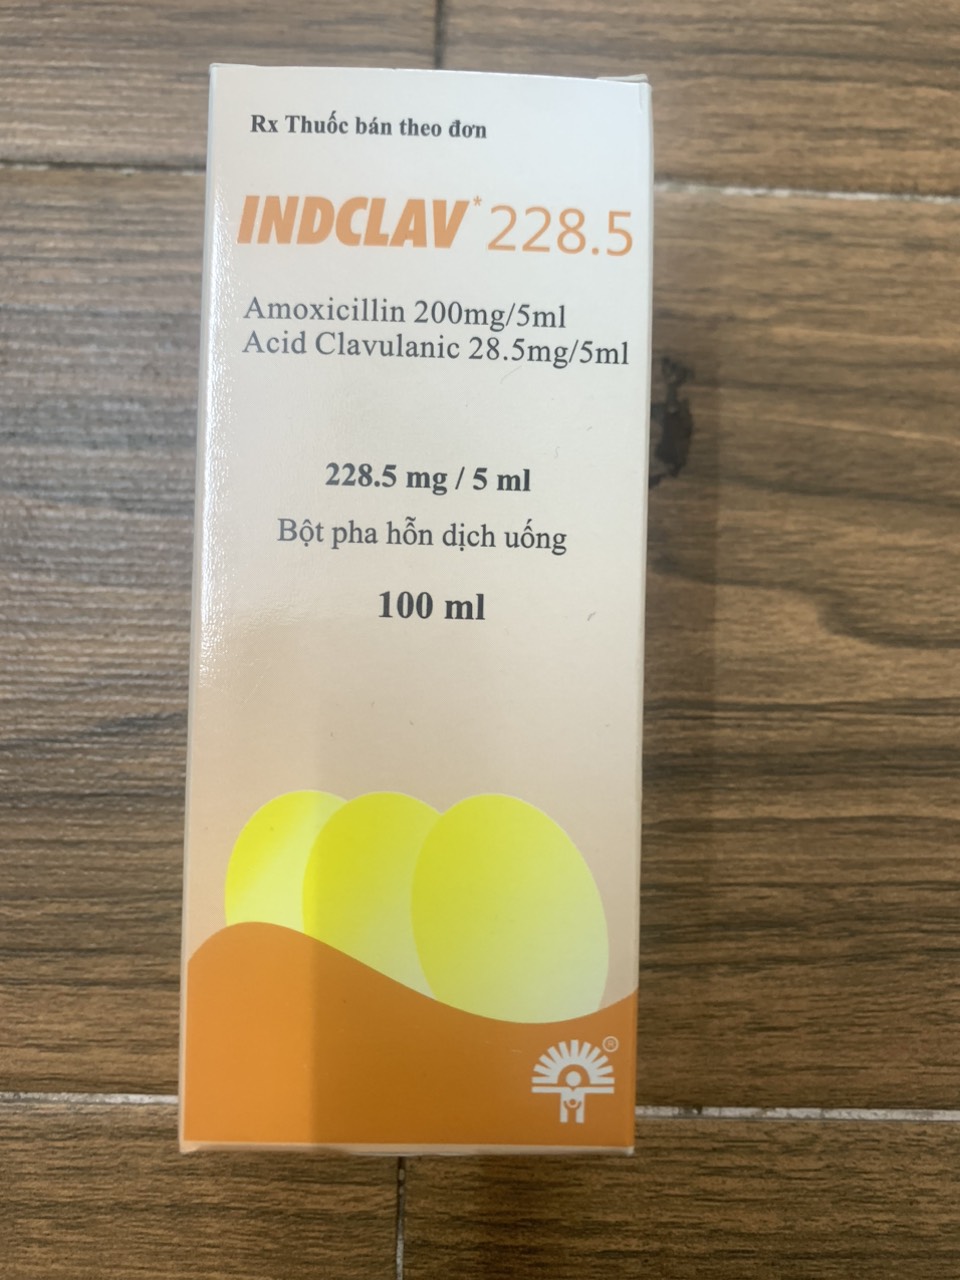 Rx Thuốc bán theo đơn
INDCLAV* 228.5
Amoxicillin 200mg/5ml
Acid Clavulanic 28.5mg/5ml
228.5 mg / 5 ml
Bột pha hỗn dịch uống
100 ml
®